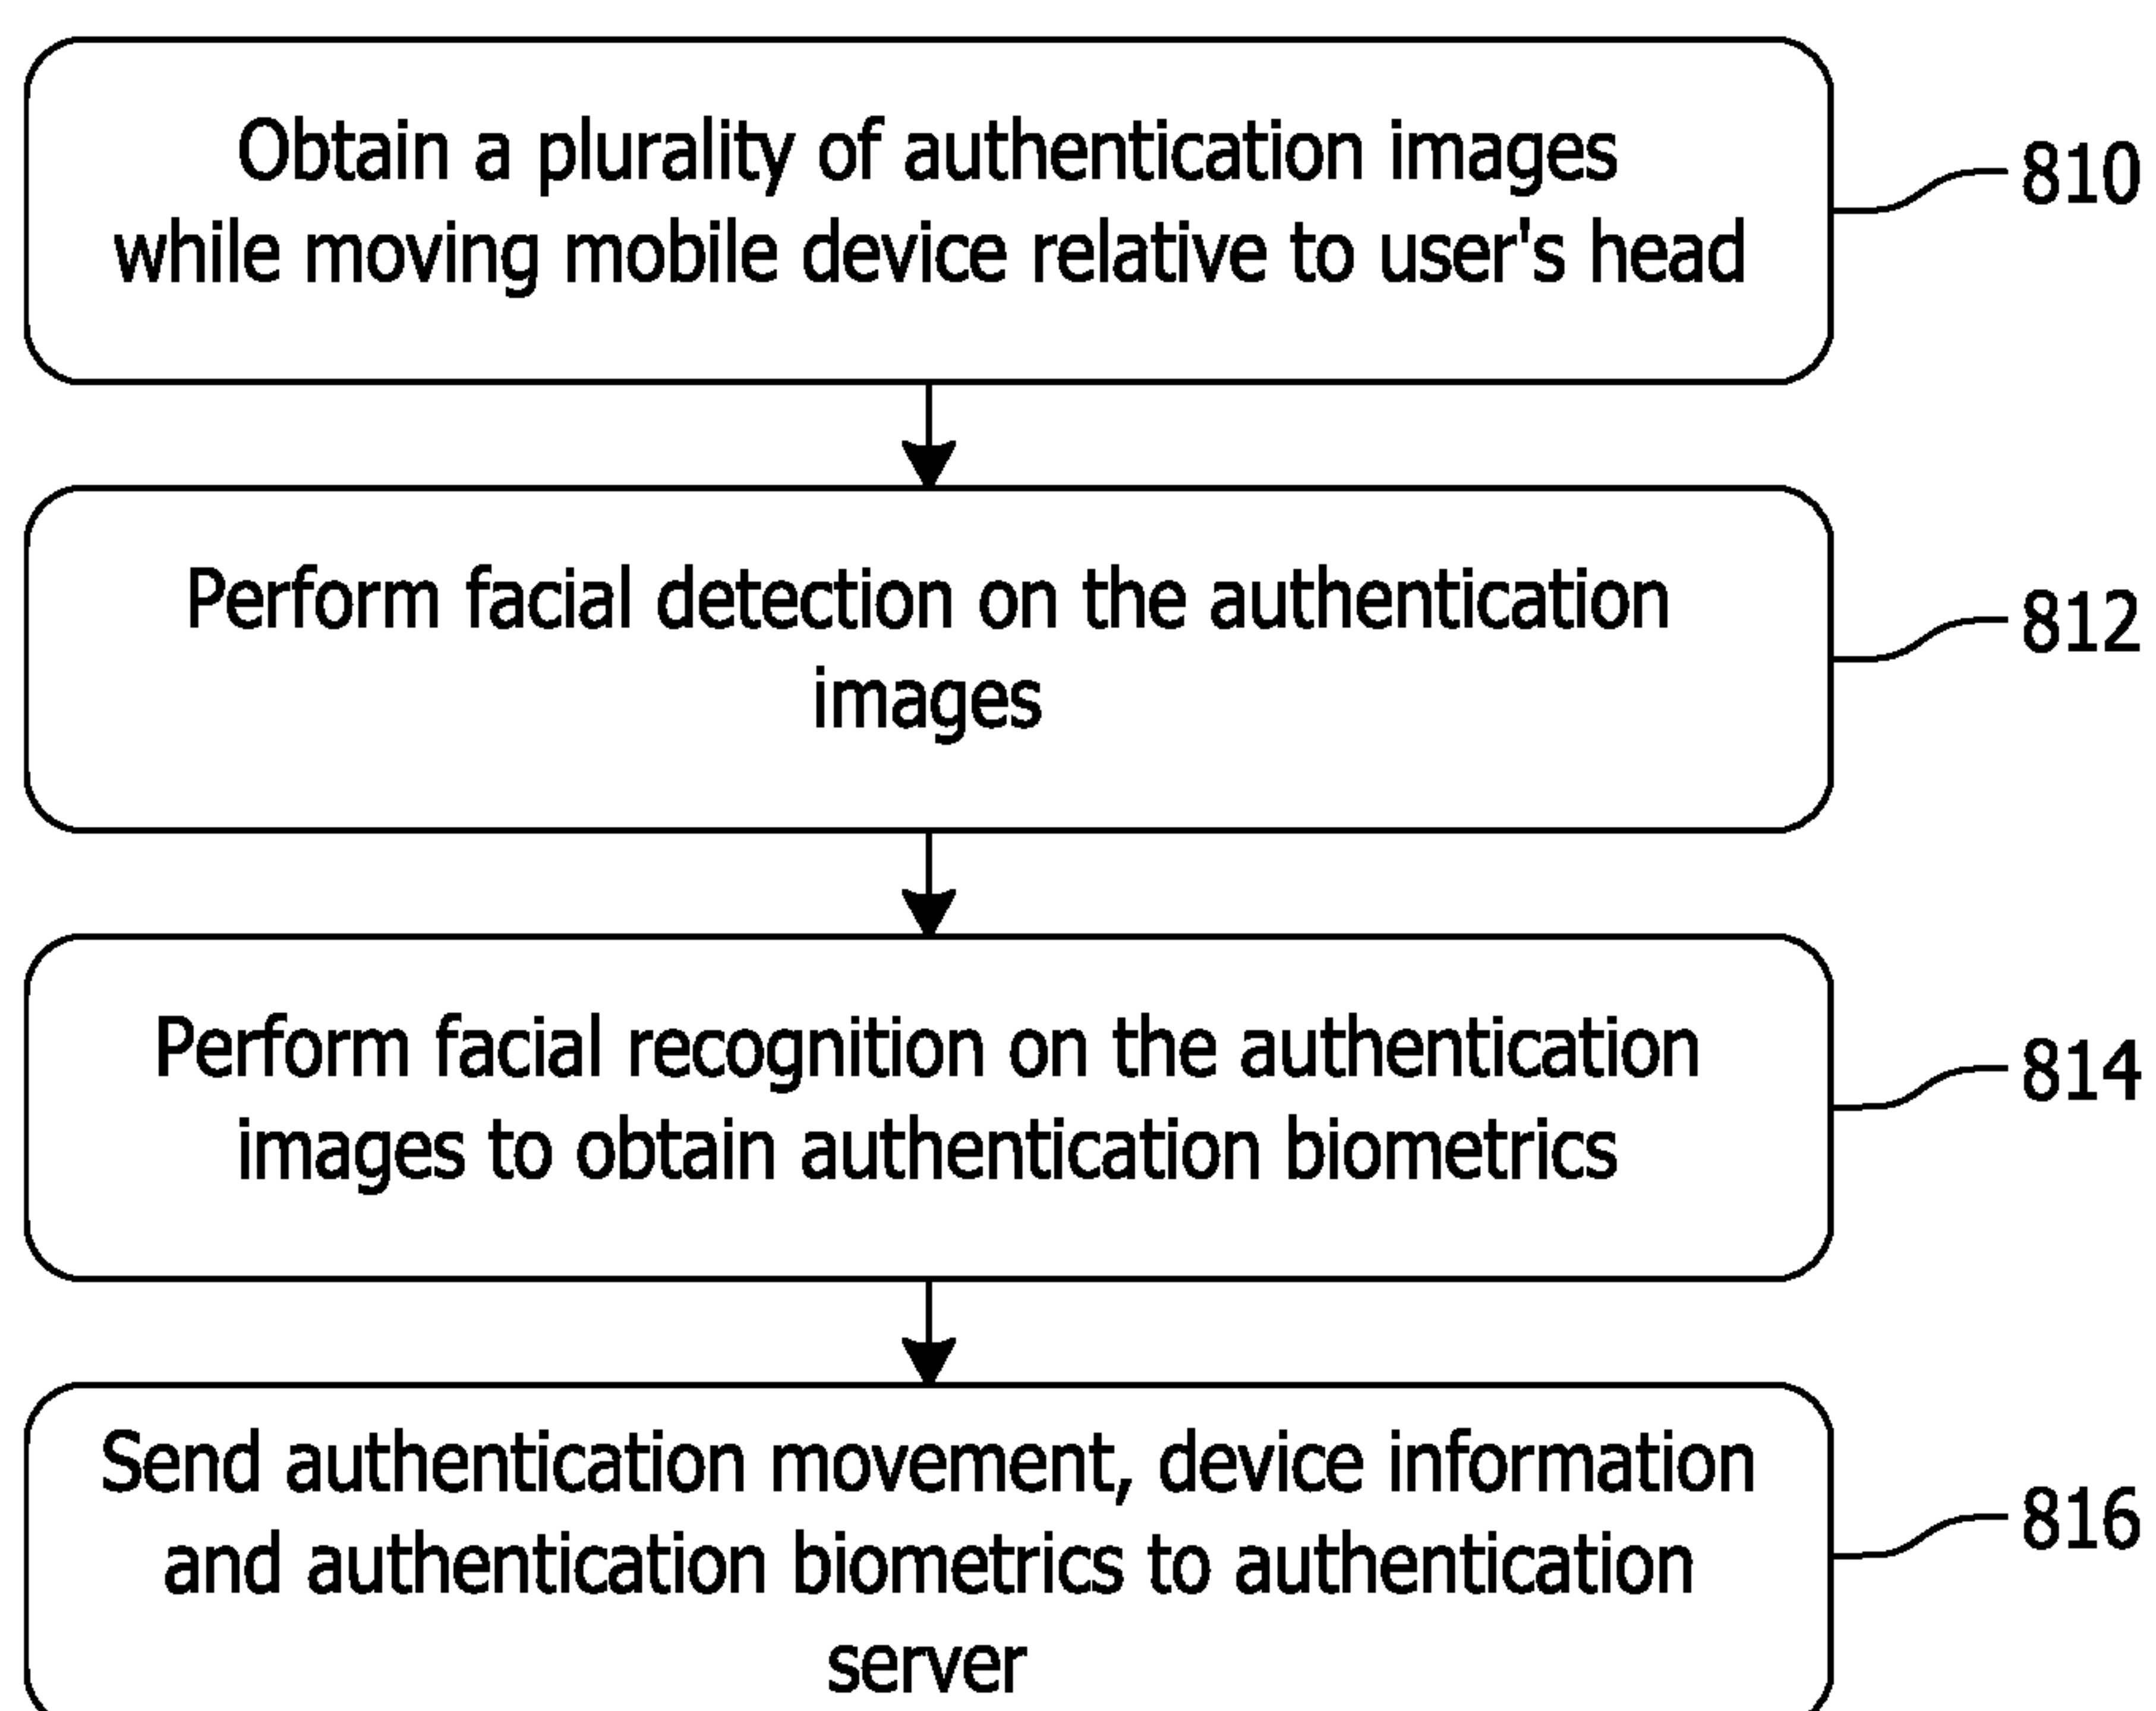 Obtain a plurality of authentication images
while moving mobile device relative to user's head
810
Perform facial detection on the authentication
images
812
Perform facial recognition on the authentication
images to obtain authentication biometrics
814
Send authentication movement, device information
and authentication biometrics to authentication
server
816